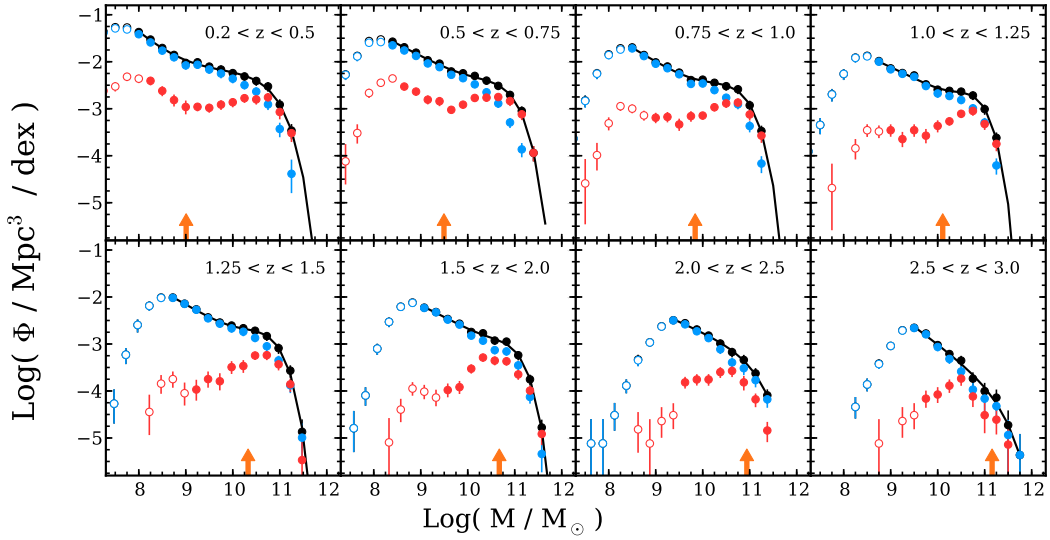 0.2 < z < 0.5
0.5 < z < 0.75
0.75 < z < 1.0
1.0 < z < 1.25
−1
−2
−3
−4
−5
1.25 < z < 1.5
1.5 < z < 2.0
2.0 < z < 2.5
2.5 < z < 3.0
−1
−2
−3
−4
−5
8 9 10 11 12 8 9 10 11 12 8 9 10 11 12 8 9 10 11 12
Log( M / M⊙ )
Log( Φ / Mpc³ / dex )